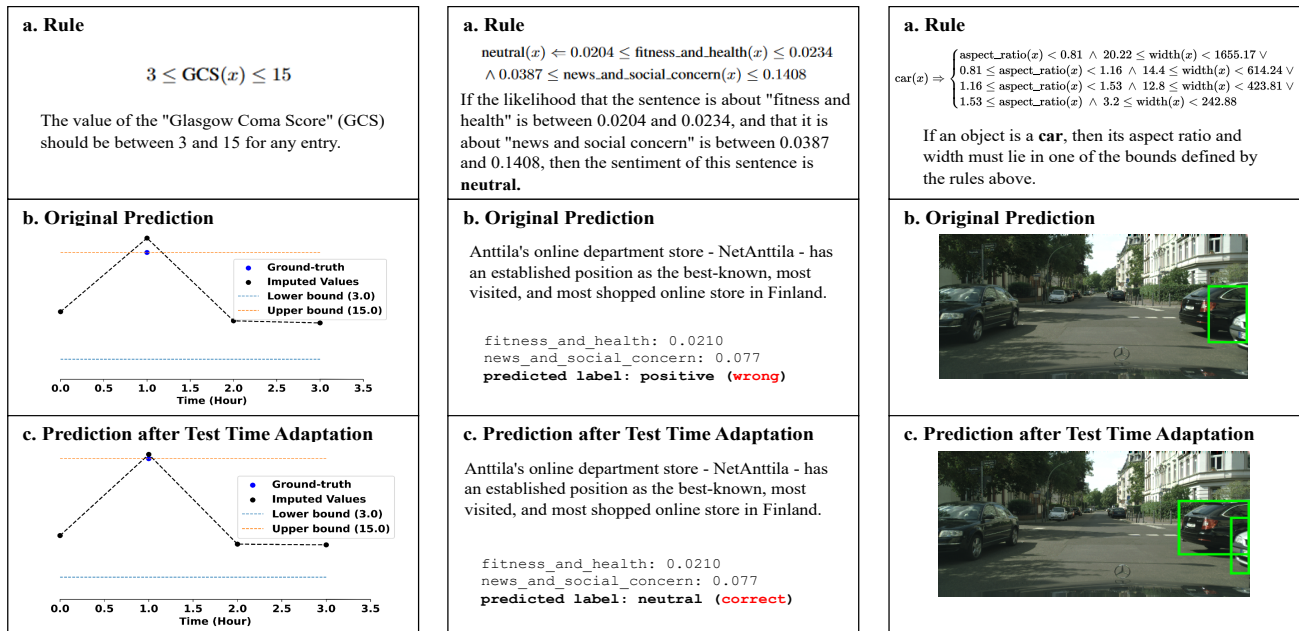 a. Rule
3 ≤ GCS(x) ≤ 15
The value of the "Glasgow Coma Score" (GCS)
should be between 3 and 15 for any entry.
b. Original Prediction
Ground-truth
Imputed Values
Lower bound (3.0)
Upper bound (15.0)
0.0 0.5 1.0 1.5 2.0 2.5 3.0 3.5
Time (Hour)
c. Prediction after Test Time Adaptation
Ground-truth
Imputed Values
Lower bound (3.0)
Upper bound (15.0)
0.0 0.5 1.0 1.5 2.0 2.5 3.0 3.5
Time (Hour)
a. Rule
neutral(x) ⇐ 0.0204 ≤ fitness_and_health(x) ≤ 0.0234
∧ 0.0387 ≤ news_and_social_concern(x) ≤ 0.1408
If the likelihood that the sentence is about "fitness and
health" is between 0.0204 and 0.0234, and that it is
about "news and social concern" is between 0.0387
and 0.1408, then the sentiment of this sentence is
neutral.
b. Original Prediction
Anttila's online department store - NetAnttila - has
an established position as the best-known, most
visited, and most shopped online store in Finland.
fitness_and_health: 0.0210
news_and_social_concern: 0.077
predicted label: positive (wrong)
c. Prediction after Test Time Adaptation
Anttila's online department store - NetAnttila - has
an established position as the best-known, most
visited, and most shopped online store in Finland.
fitness_and_health: 0.0210
news_and_social_concern: 0.077
predicted label: neutral (correct)
a. Rule
aspect_ratio(x) < 0.81 ∧ 20.22 ≤ width(x) < 1655.17 ∨
0.81 ≤ aspect_ratio(x) < 1.16 ∧ 14.4 ≤ width(x) < 614.24 ∨
car(x) ⇒ {
1.16 ≤ aspect_ratio(x) < 1.53 ∧ 12.8 ≤ width(x) < 423.81 ∨
1.53 ≤ aspect_ratio(x) ∧ 3.2 ≤ width(x) < 242.88
If an object is a car, then its aspect ratio and
width must lie in one of the bounds defined by
the rules above.
b. Original Prediction
c. Prediction after Test Time Adaptation